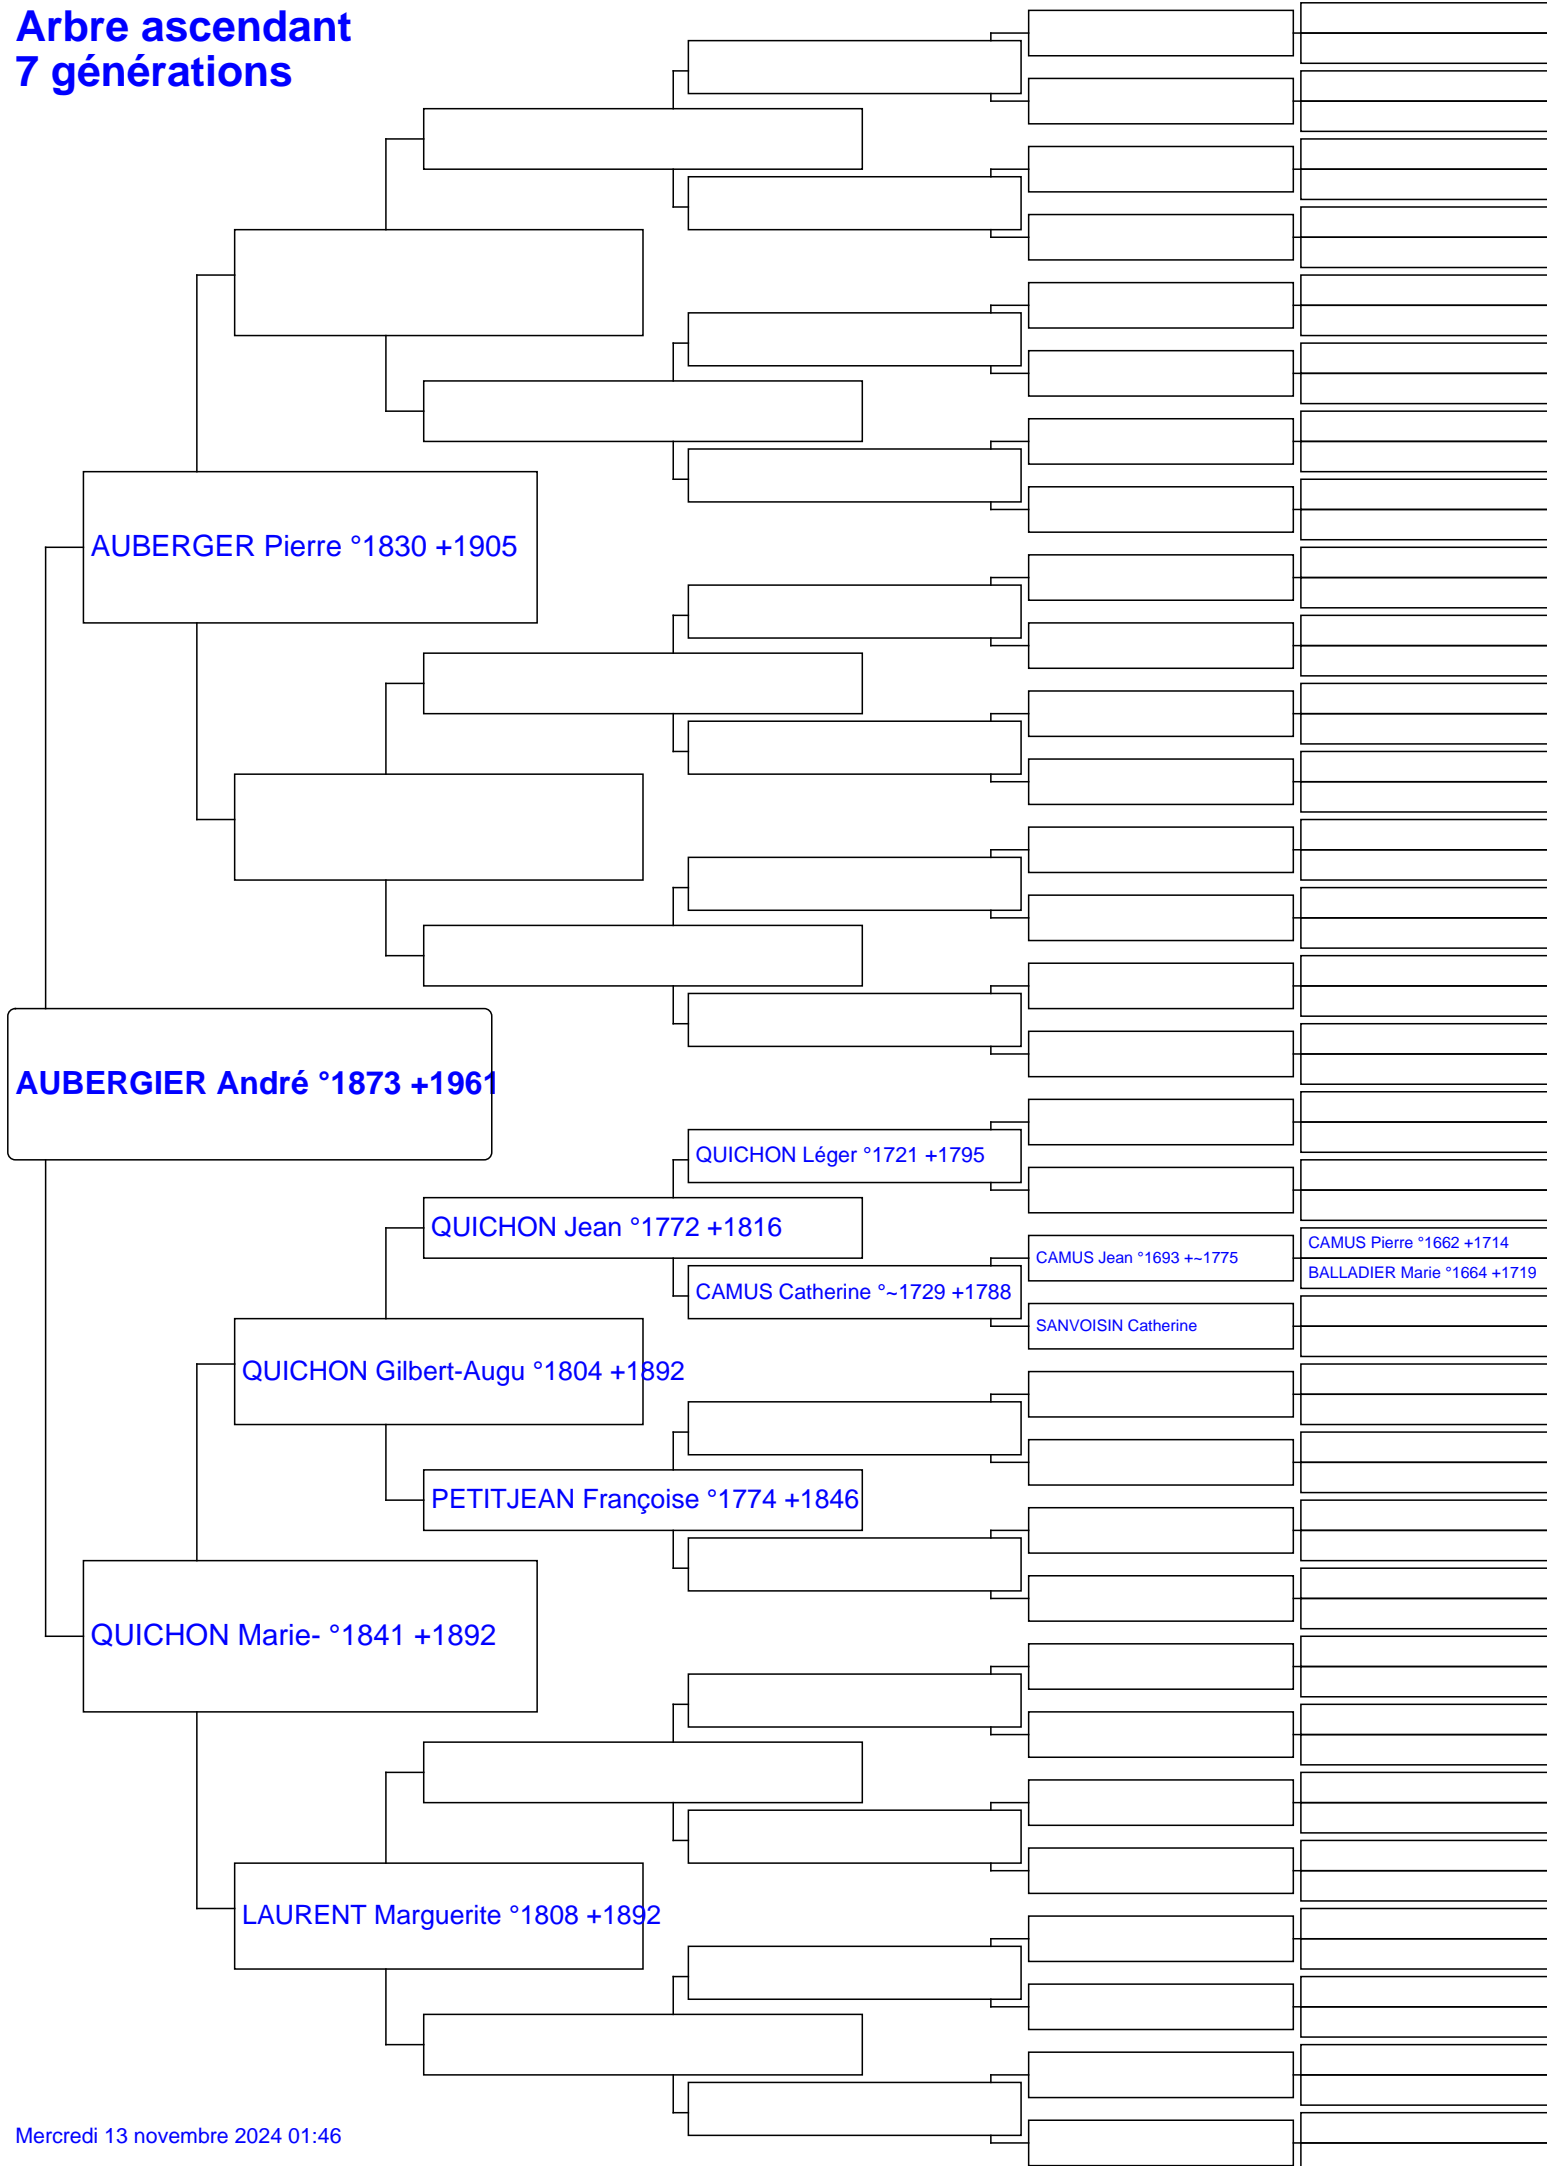 Arbre ascendant
7 générations
AUBERGER Pierre °1830 +1905
AUBERGIER André °1873 +1961
QUICHON Léger °1721 +1795
QUICHON Jean °1772 +1816
CAMUS Pierre °1662 +1714
CAMUS Jean °1693 +~1775
BALLADIER Marie °1664 +1719
CAMUS Catherine °~1729 +1788
SANVOISIN Catherine
QUICHON Gilbert-Augu °1804 +1892
PETITJEAN Françoise °1774 +1846
QUICHON Marie- °1841 +1892
LAURENT Marguerite °1808 +1892
Mercredi 13 novembre 2024 01:46